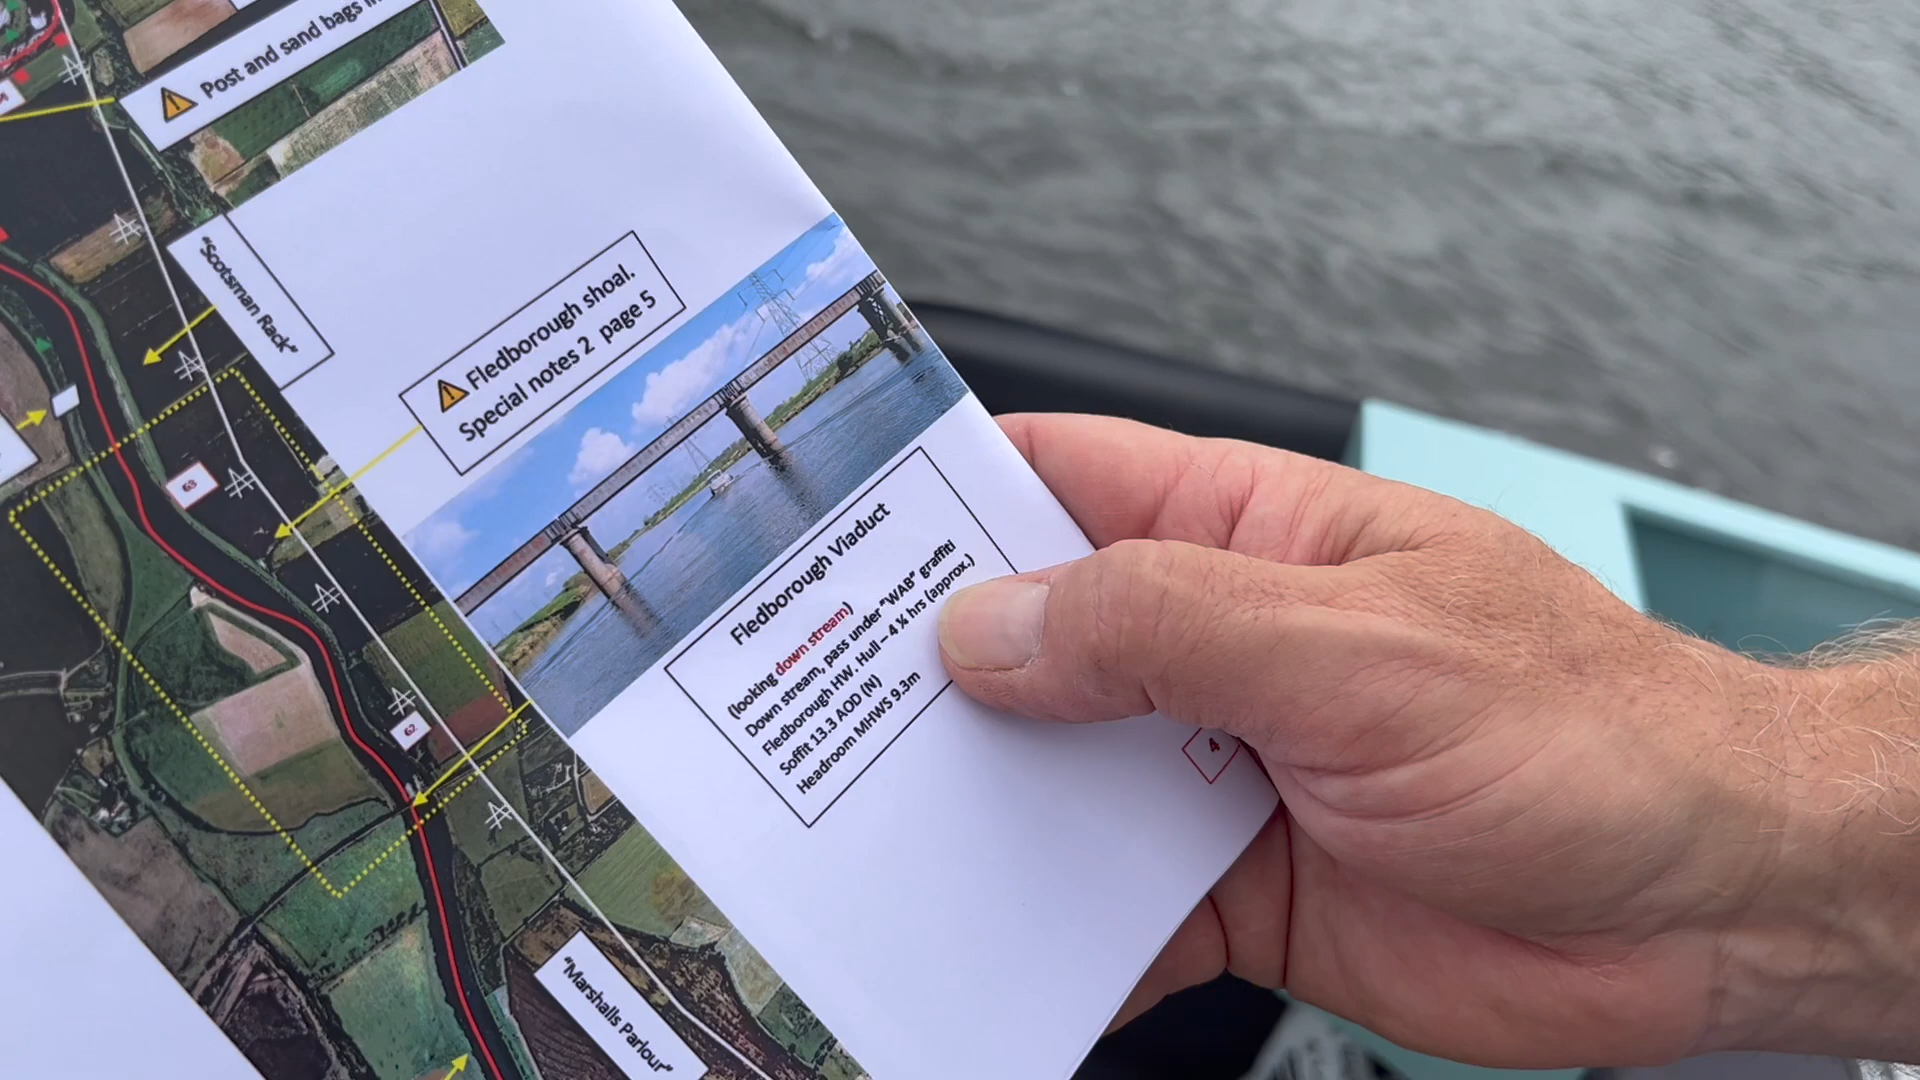 Post and sand bags in
"Scotsman Rack"
Fledborough shoal.
Special notes 2 page 5
63
62
Fledborough Viaduct
(looking down stream)
Down stream, pass under "WAB" graffiti
Fledborough HW. Hull – 4 ¼ hrs (approx.)
Soffit 13.3 AOD (N)
Headroom MHWS 9.3m
4
"Marshalls Parlour"